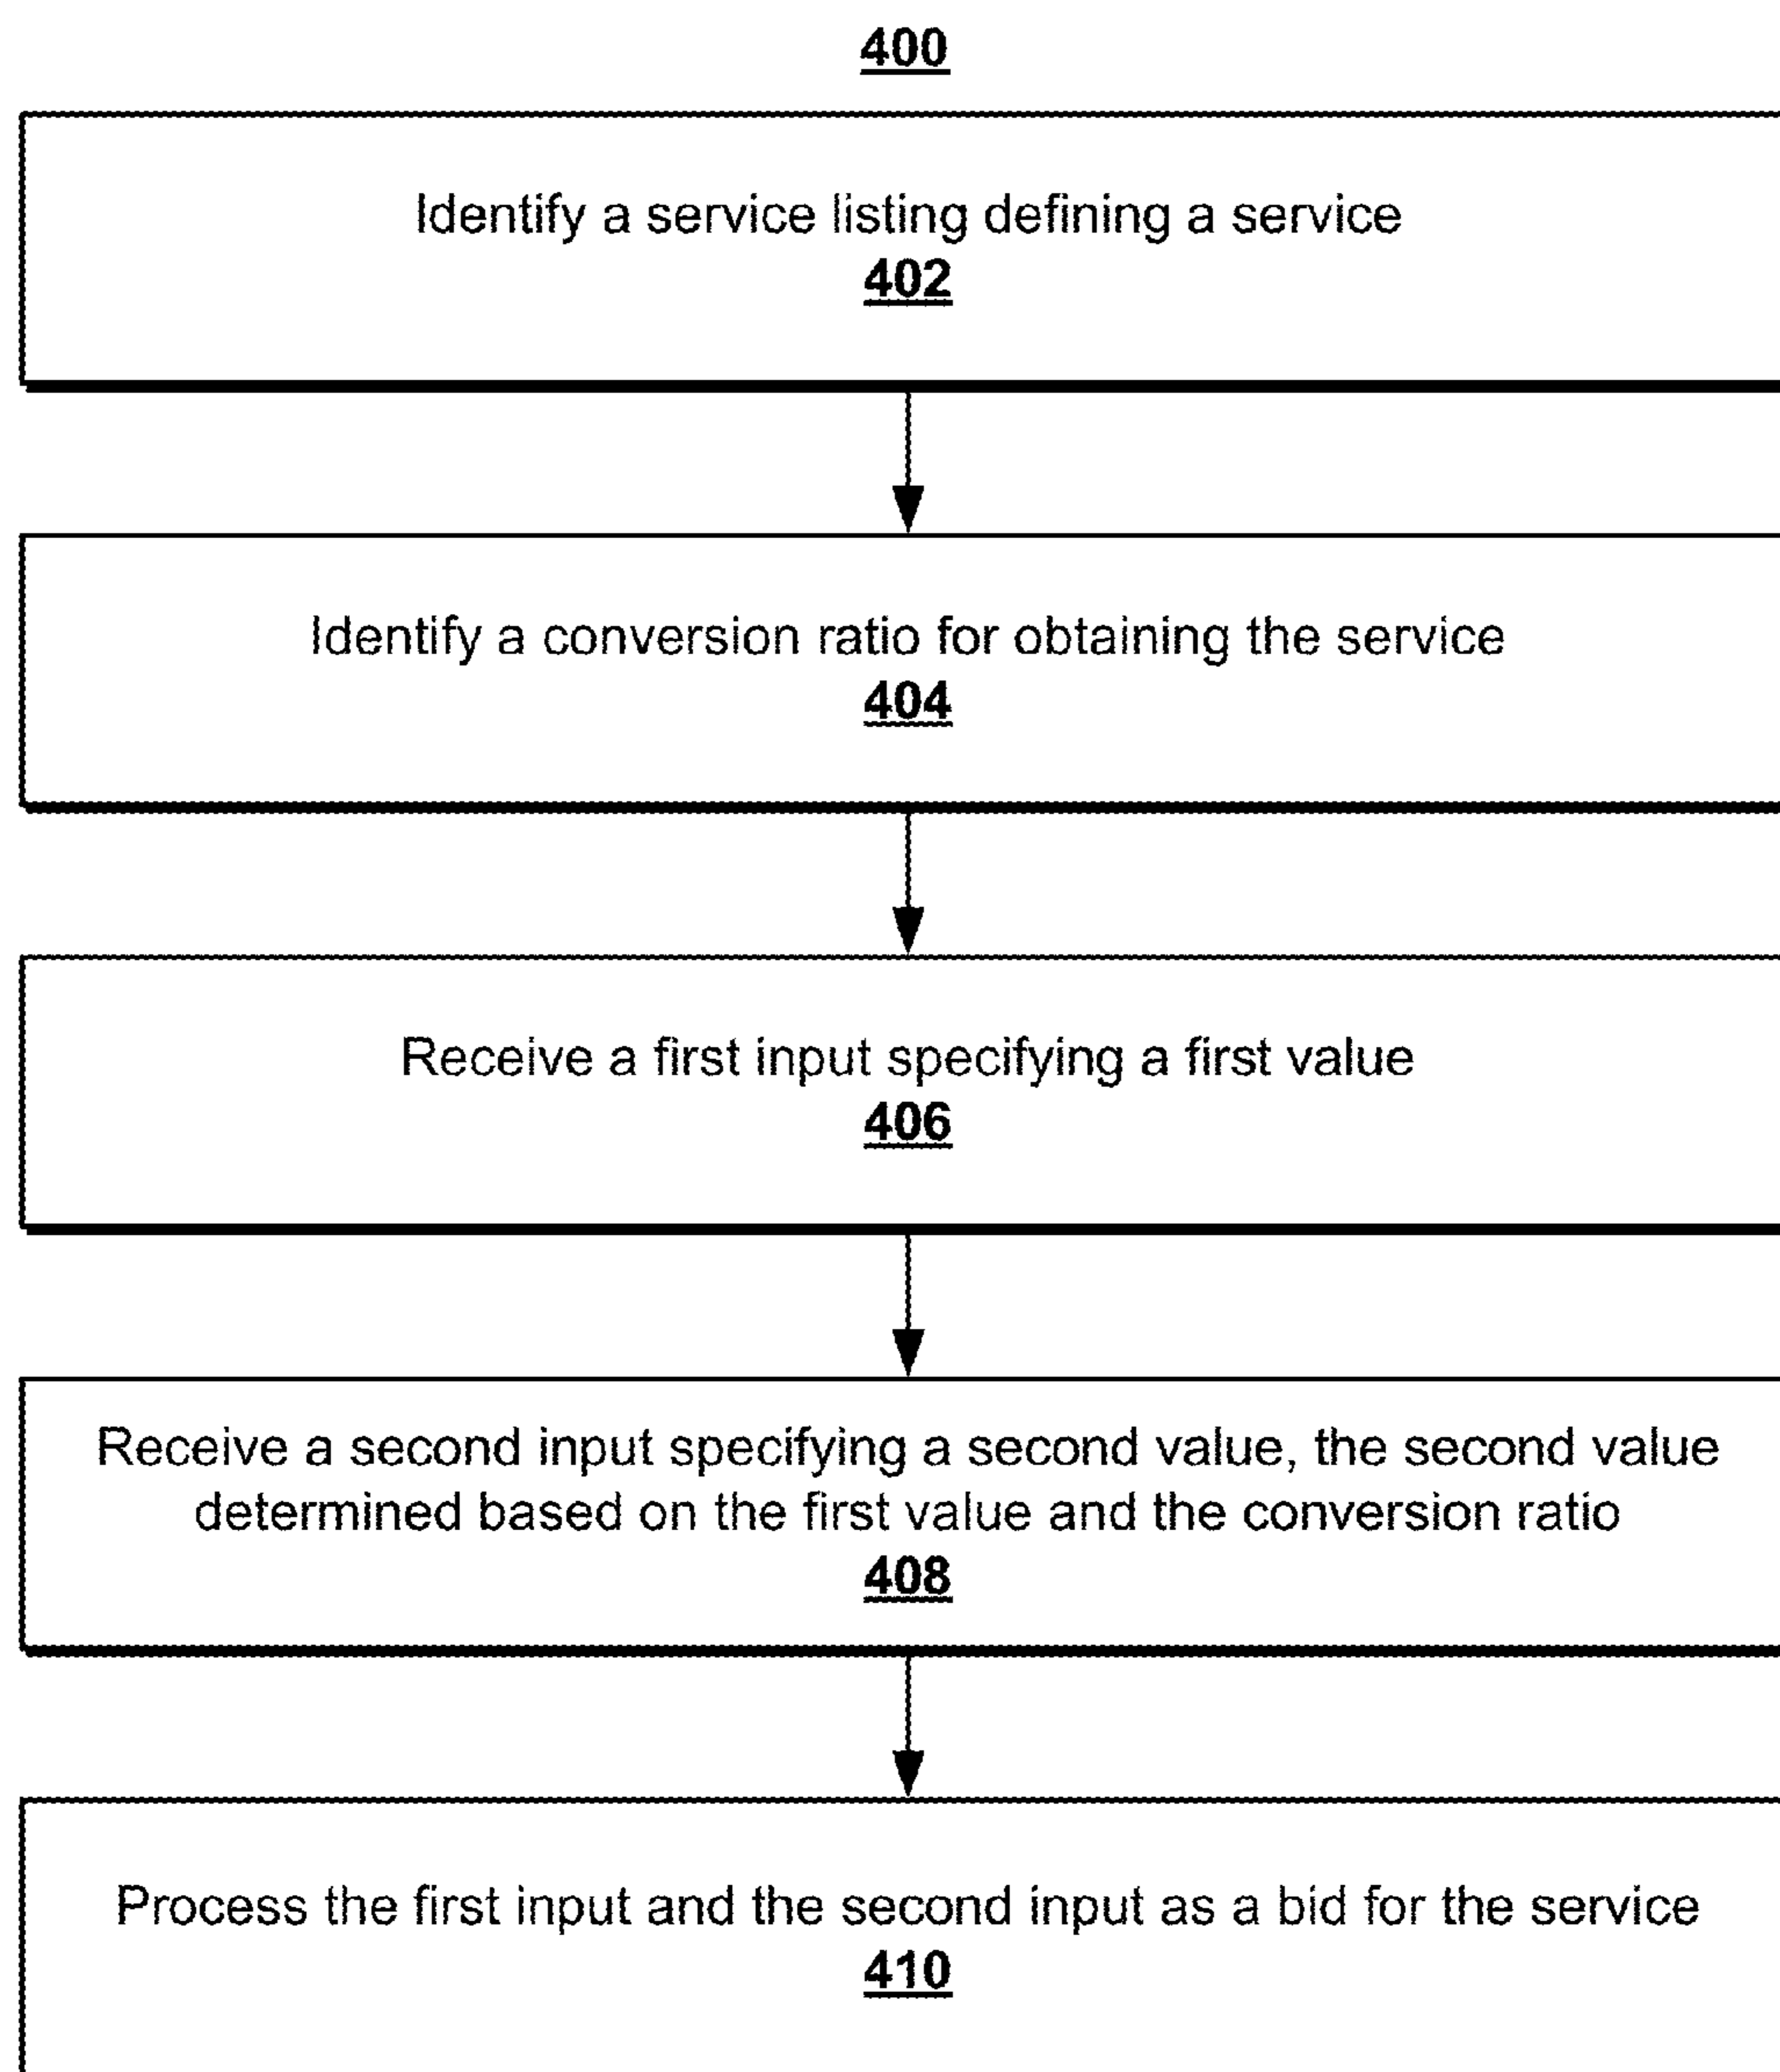 400
Identify a service listing defining a service
402
Identify a conversion ratio for obtaining the service
404
Receive a first input specifying a first value
406
Receive a second input specifying a second value, the second value
determined based on the first value and the conversion ratio
408
Process the first input and the second input as a bid for the service
410